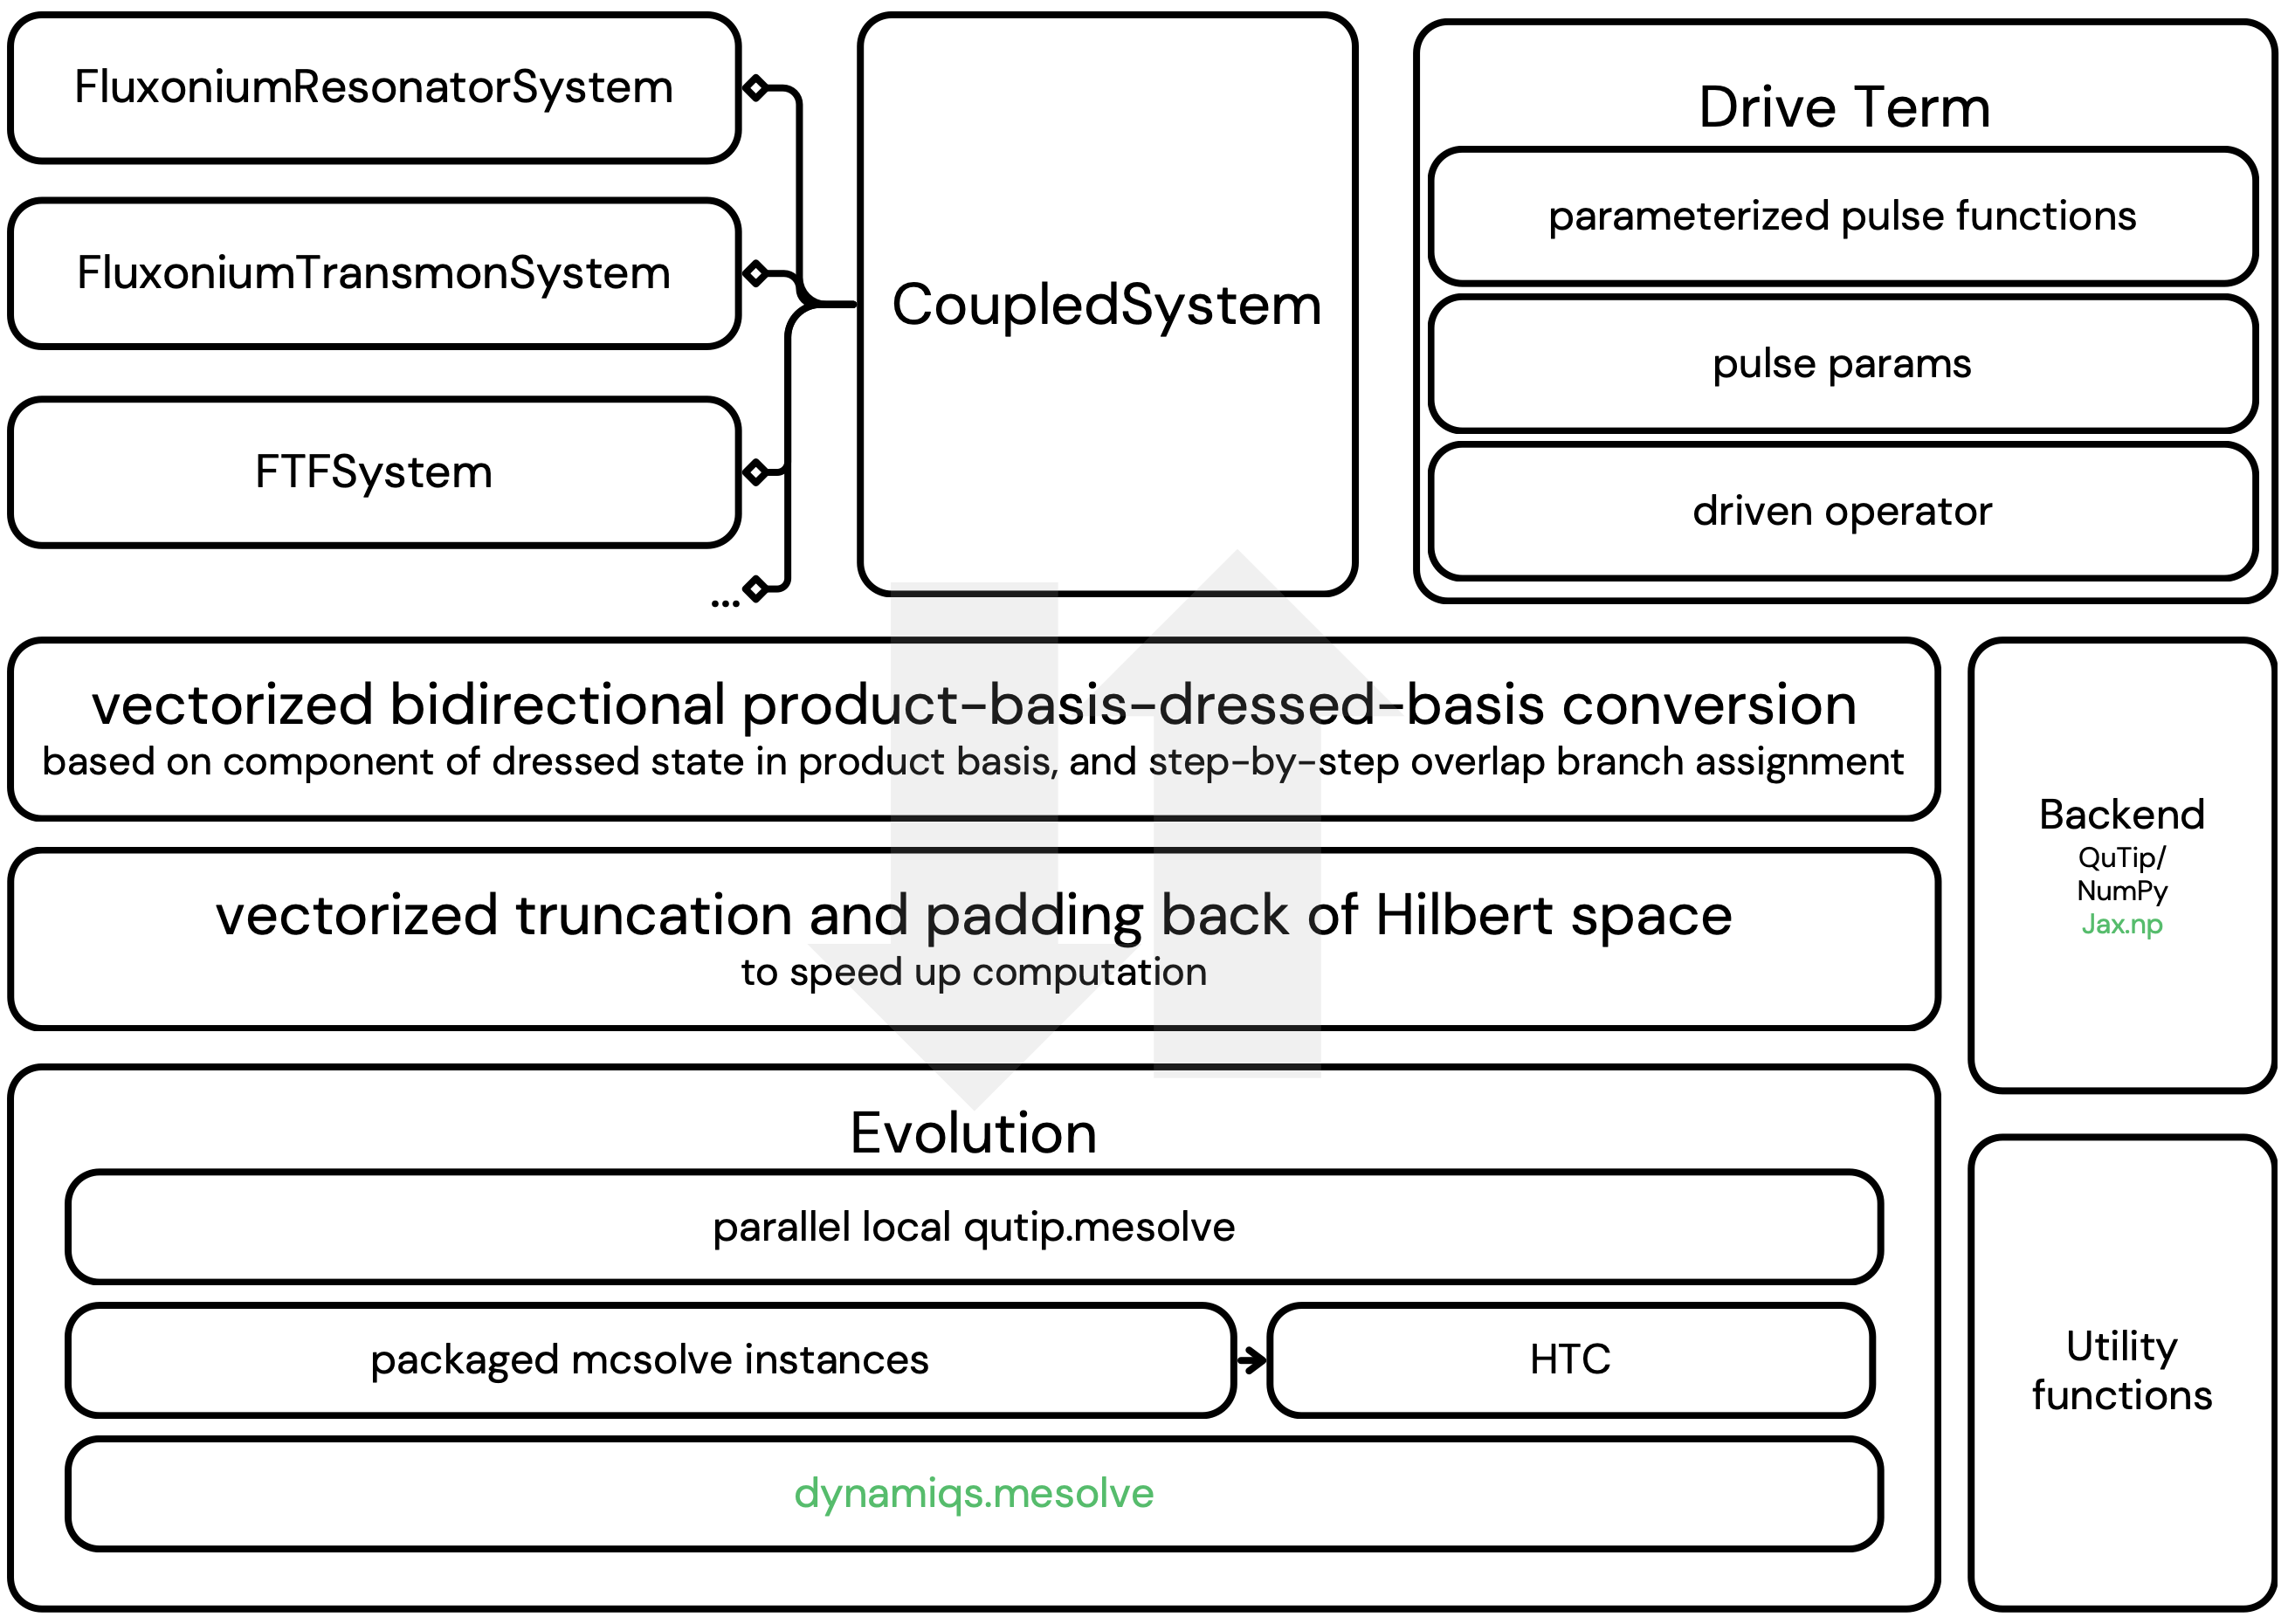 FluxoniumResonatorSystem
FluxoniumTransmonSystem
FTFSystem
...
CoupledSystem
Drive Term
parameterized pulse functions
pulse params
driven operator
vectorized bidirectional product-basis-dressed-basis conversion
based on component of dressed state in product basis, and step-by-step overlap branch assignment
vectorized truncation and padding back of Hilbert space
to speed up computation
Backend
QuTip/
NumPy
Jax.np
Evolution
parallel local qutip.mesolve
packaged mcsolve instances
HTC
dynamiqs.mesolve
Utility
functions